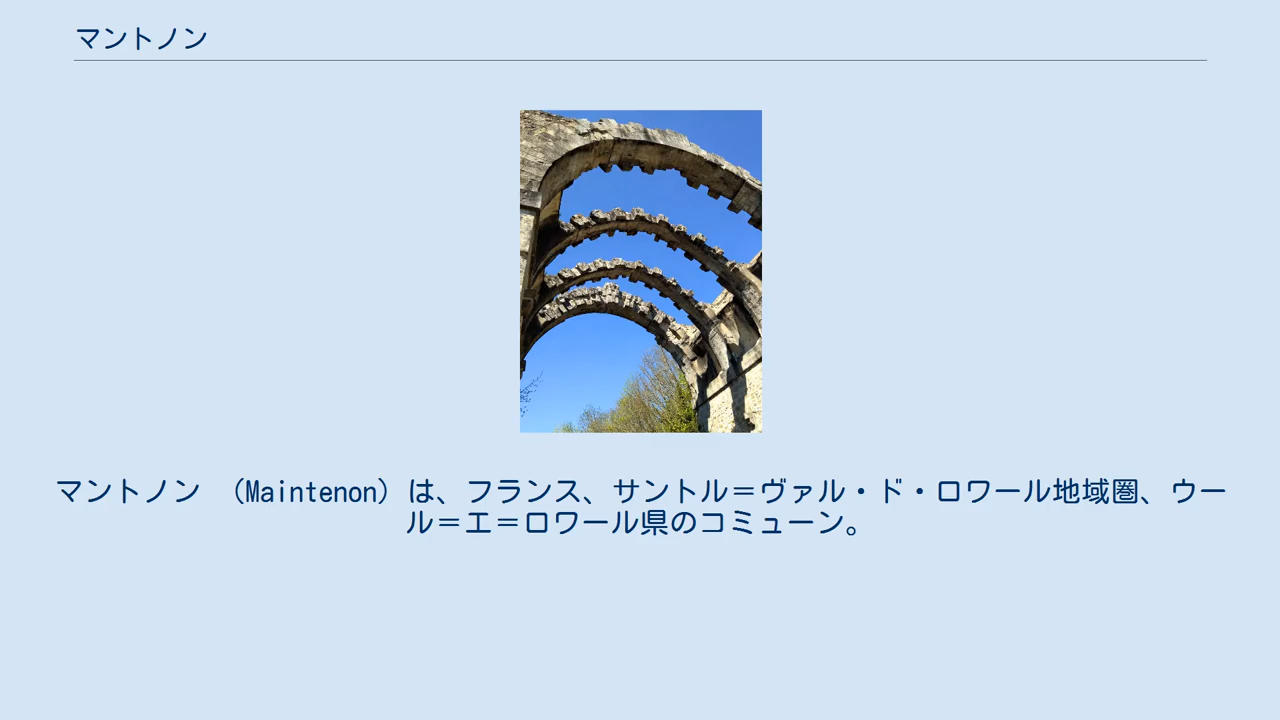 マントノン
マントノン　（Maintenon）は、フランス、サントル＝ヴァル・ド・ロワール地域圏、ウー
ル＝エ＝ロワール県のコミューン。